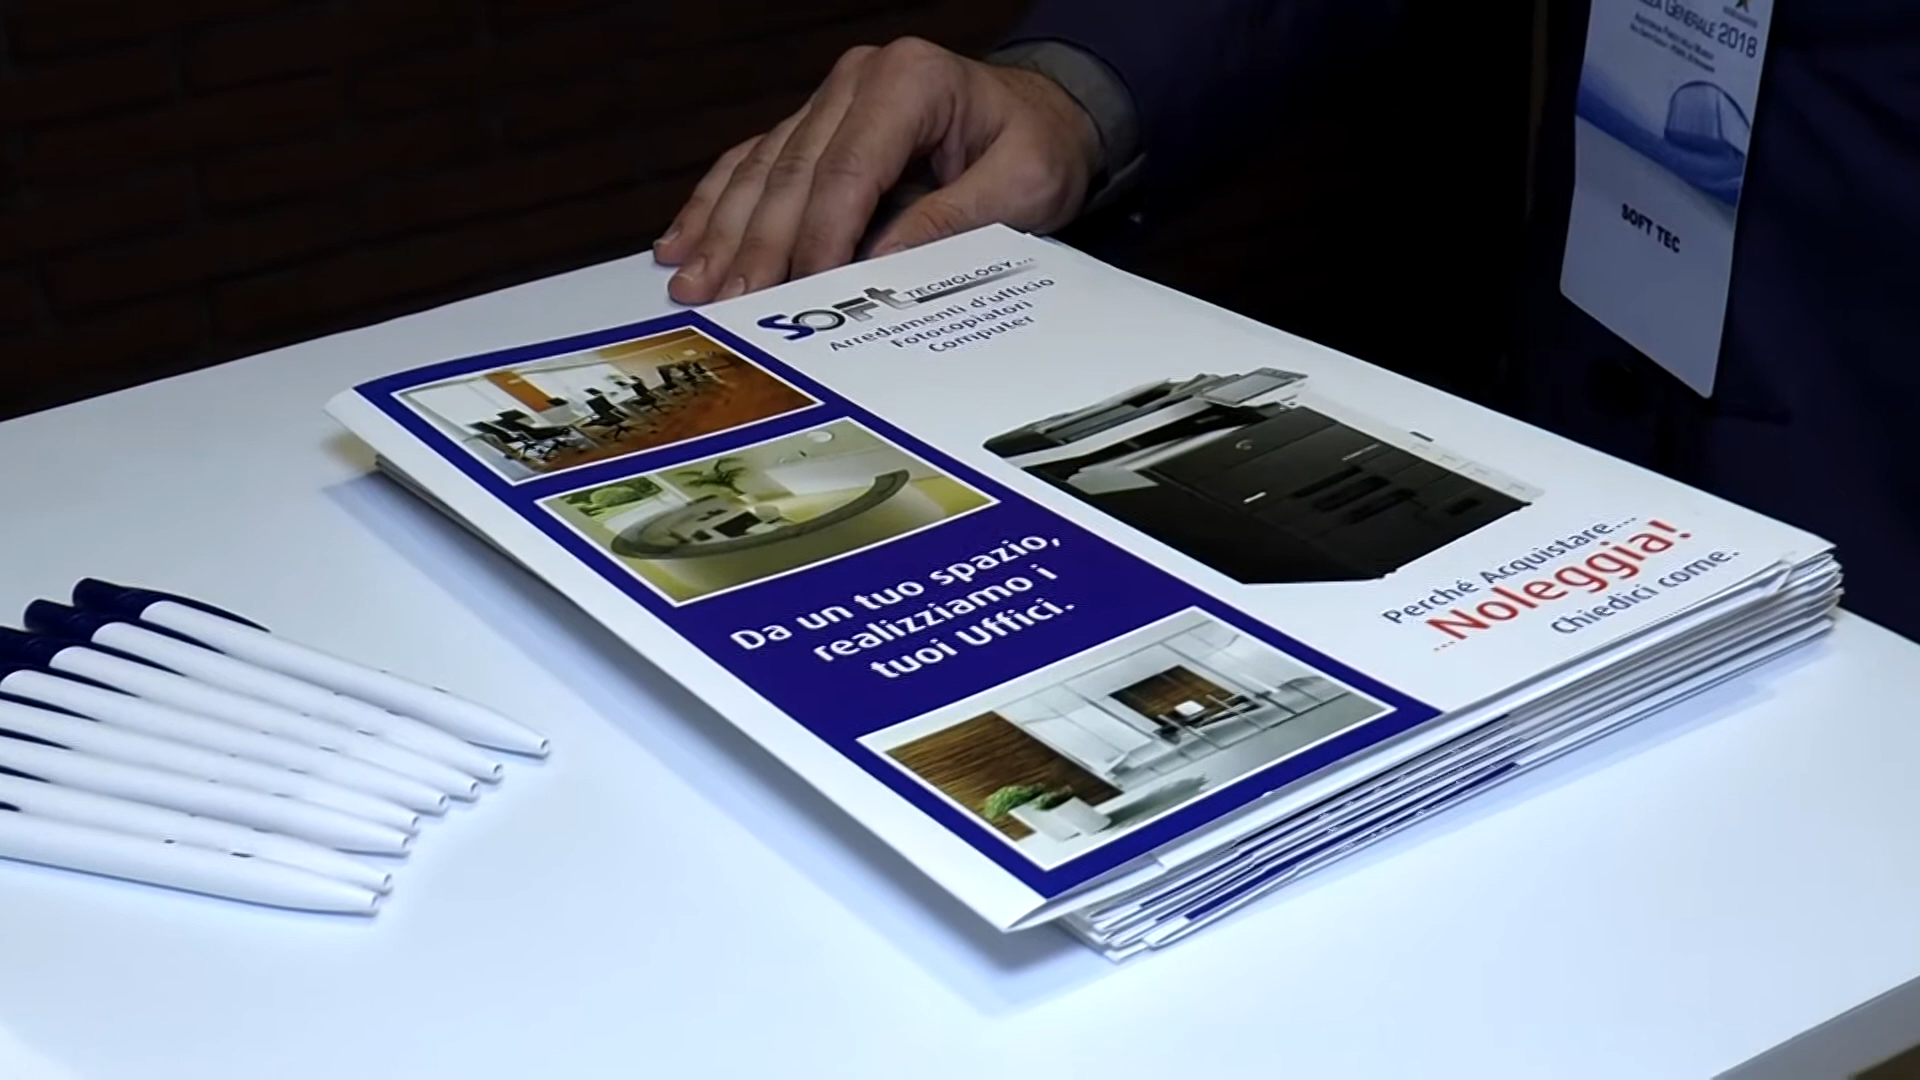 SOFT TECNOLOGY s.r.l.
Arredamenti d'ufficio
Fotocopiatori
Computer
Da un tuo spazio,
realizziamo i
tuoi Uffici.
Perché Acquistare...
...Noleggia!
Chiedici come.
GENERALE 2018
SOFT TEC